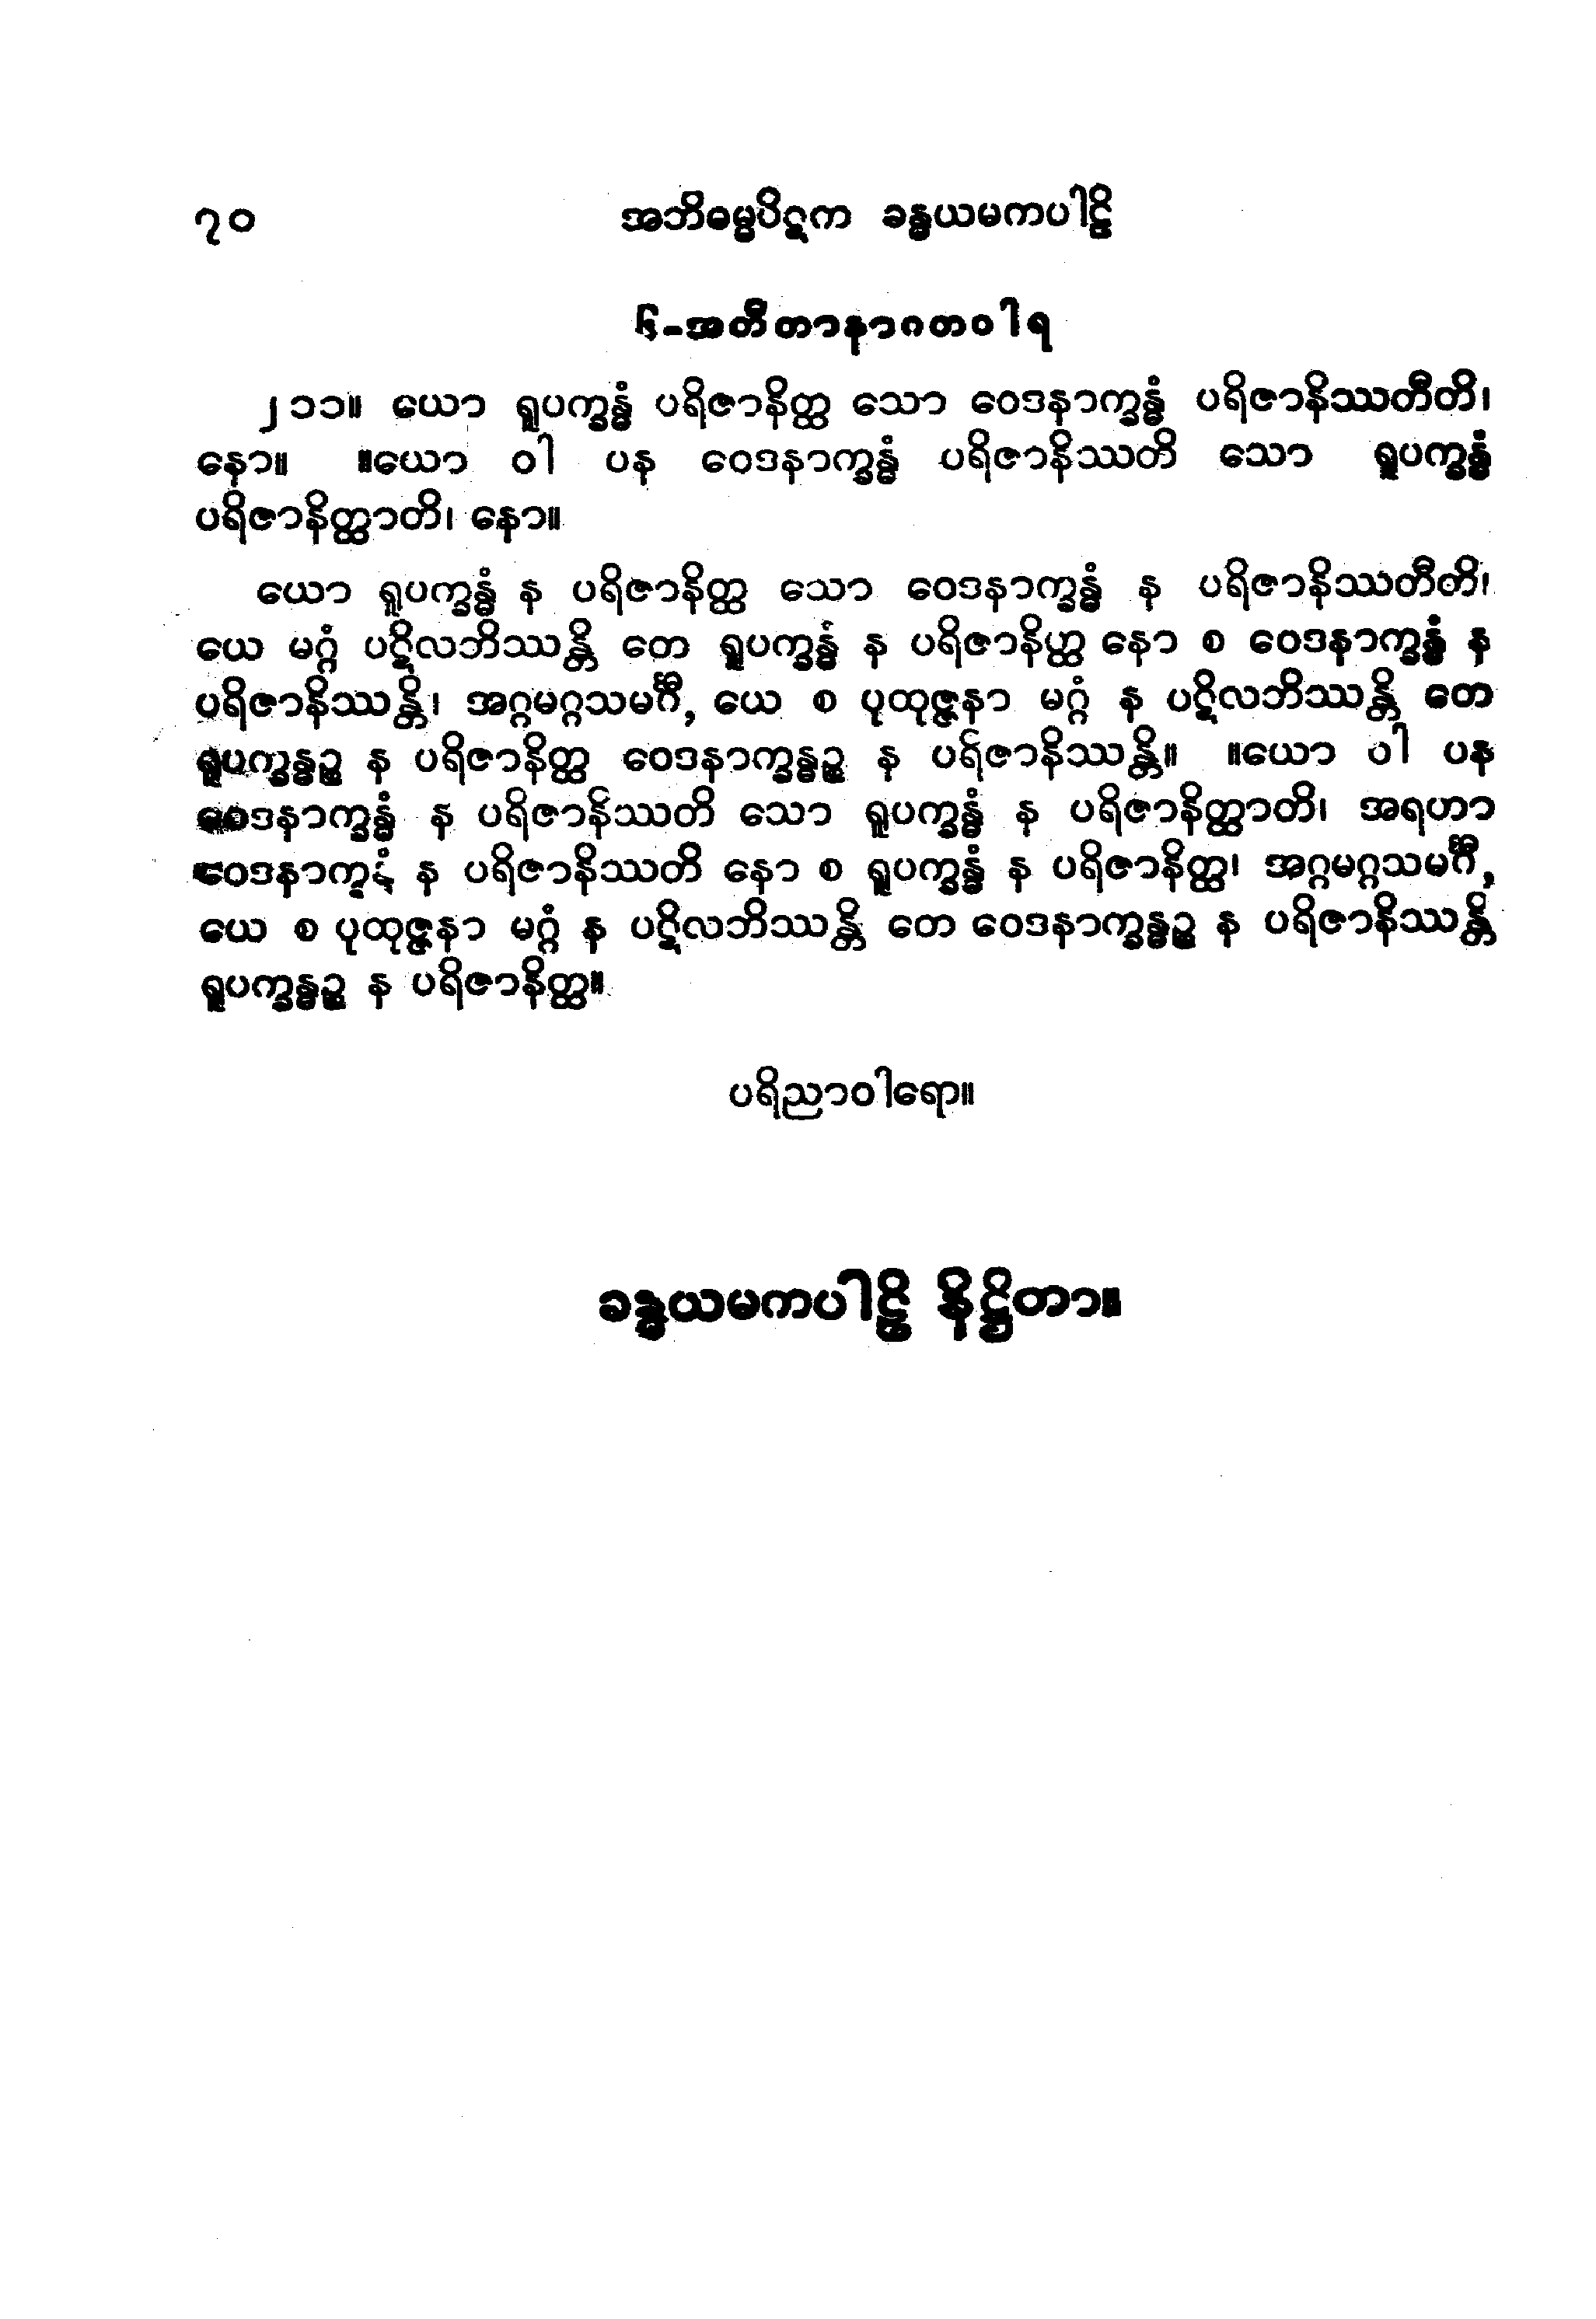 ၇၀ အဘိဓမ္မပိဋက ခန္ဓယမကပါဠိ
၆-အတီတာနာဂတဝါရ
၂၁၁။ ယော ရူပက္ခန္ဓံ ပရိဇာနိတ္ထ သော ဝေဒနာက္ခန္ဓံ ပရိဇာနိဿတီတိ၊
နော။ ။ယော ဝါ ပန ဝေဒနာက္ခန္ဓံ ပရိဇာနိဿတိ သော ရူပက္ခန္ဓံ
ပရိဇာနိတ္ထာတိ၊ နော။
ယော ရူပက္ခန္ဓံ န ပရိဇာနိတ္ထ သော ဝေဒနာက္ခန္ဓံ န ပရိဇာနိဿတီတိ၊
ယေ မဂ္ဂံ ပဋိလဘိဿန္တိ တေ ရူပက္ခန္ဓံ န ပရိဇာနိတ္ထ နော စ ဝေဒနာက္ခန္ဓံ န
ပရိဇာနိဿန္တိ၊ အဂ္ဂမဂ္ဂသမင်္ဂီ, ယေ စ ပုထုဇ္ဇနာ မဂ္ဂံ န ပဋိလဘိဿန္တိ တေ
ရူပက္ခန္ဓဉ္စ န ပရိဇာနိတ္ထ ဝေဒနာက္ခန္ဓဉ္စ န ပရိဇာနိဿန္တိ။ ။ယော ဝါ ပန
ဝေဒနာက္ခန္ဓံ န ပရိဇာနိဿတိ သော ရူပက္ခန္ဓံ န ပရိဇာနိတ္ထာတိ၊ အရဟာ
ဝေဒနာက္ခန္ဓံ န ပရိဇာနိဿတိ နော စ ရူပက္ခန္ဓံ န ပရိဇာနိတ္ထ၊ အဂ္ဂမဂ္ဂသမင်္ဂီ,
ယေ စ ပုထုဇ္ဇနာ မဂ္ဂံ န ပဋိလဘိဿန္တိ တေ ဝေဒနာက္ခန္ဓဉ္စ န ပရိဇာနိဿန္တိ
ရူပက္ခန္ဓဉ္စ န ပရိဇာနိတ္ထ။
ပရိညာဝါရော။
ခန္ဓယမကပါဠိ နိဋ္ဌိတာ။